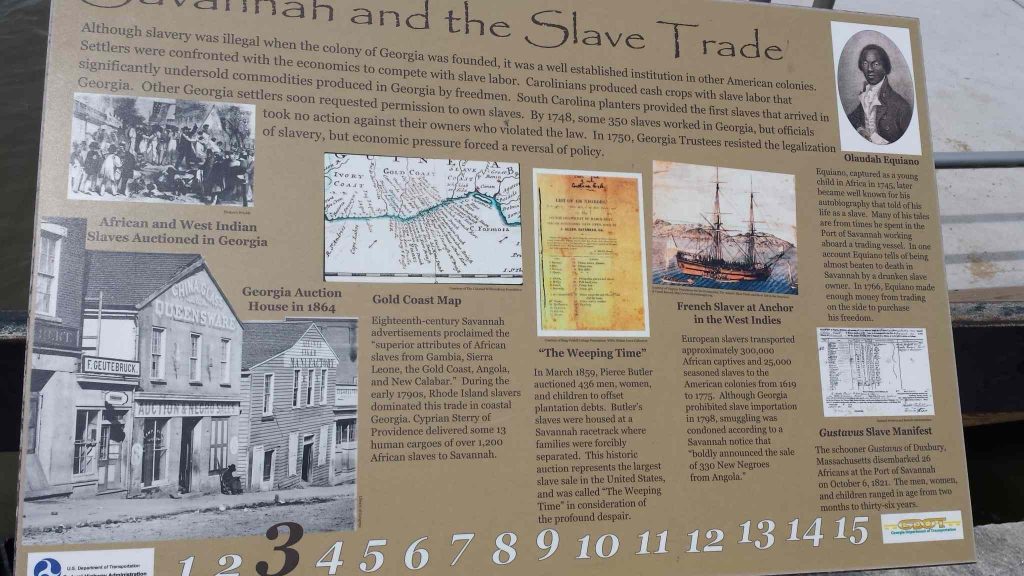 Savannah and the Slave Trade
Although slavery was illegal when the colony of Georgia was founded, it was a well established institution in other American colonies.
Settlers were confronted with the economics to compete with slave labor. Carolinians produced cash crops with slave labor that
significantly undersold commodities produced in Georgia by freedmen. South Carolina planters provided the first slaves that arrived in
Georgia. Other Georgia settlers soon requested permission to own slaves. By 1748, some 350 slaves worked in Georgia, but officials
took no action against their owners who violated the law. In 1750, Georgia Trustees resisted the legalization
of slavery, but economic pressure forced a reversal of policy.
African and West Indian
Slaves Auctioned in Georgia
Georgia Auction
House in 1864
QUEENSWARE
F. GEUTEBRUCK
AUCTION & NEGRO SALES
GUINEA
IVORY COAST
GOLD COAST
SLAVE COAST
C. Formosa
Gold Coast Map
Eighteenth-century Savannah
advertisements proclaimed the
"superior attributes of African
slaves from Gambia, Sierra
Leone, the Gold Coast, Angola,
and New Calabar." During the
early 1790s, Rhode Island slavers
dominated this trade in coastal
Georgia. Cyprian Sterry of
Providence delivered some 13
human cargoes of over 1,200
African slaves to Savannah.
"The Weeping Time"
In March 1859, Pierce Butler
auctioned 436 men, women,
and children to offset
plantation debts. Butler's
slaves were housed at a
Savannah racetrack where
families were forcibly
separated. This historic
auction represents the largest
slave sale in the United States,
and was called "The Weeping
Time" in consideration of
the profound despair.
French Slaver at Anchor
in the West Indies
European slavers transported
approximately 300,000
African captives and 25,000
seasoned slaves to the
American colonies from 1619
to 1775. Although Georgia
prohibited slave importation
in 1798, smuggling was
condoned according to a
Savannah notice that
"boldly announced the sale
of 330 New Negroes
from Angola."
Olaudah Equiano
Equiano, captured as a young
child in Africa in 1745, later
became well known for his
autobiography that told of his
life as a slave. Many of his tales
are from times he spent in the
Port of Savannah working
aboard a trading vessel. In one
account Equiano tells of being
almost beaten to death in
Savannah by a drunken slave
owner. In 1766, Equiano made
enough money from trading
on the side to purchase
his freedom.
Gustavus Slave Manifest
The schooner Gustavus of Duxbury,
Massachusetts disembarked 26
Africans at the Port of Savannah
on October 6, 1821. The men, women,
and children ranged in age from two
months to thirty-six years.
1 2 3 4 5 6 7 8 9 10 11 12 13 14 15
U.S. Department of Transportation
Federal Highway Administration
GDOT
Georgia Department of Transportation